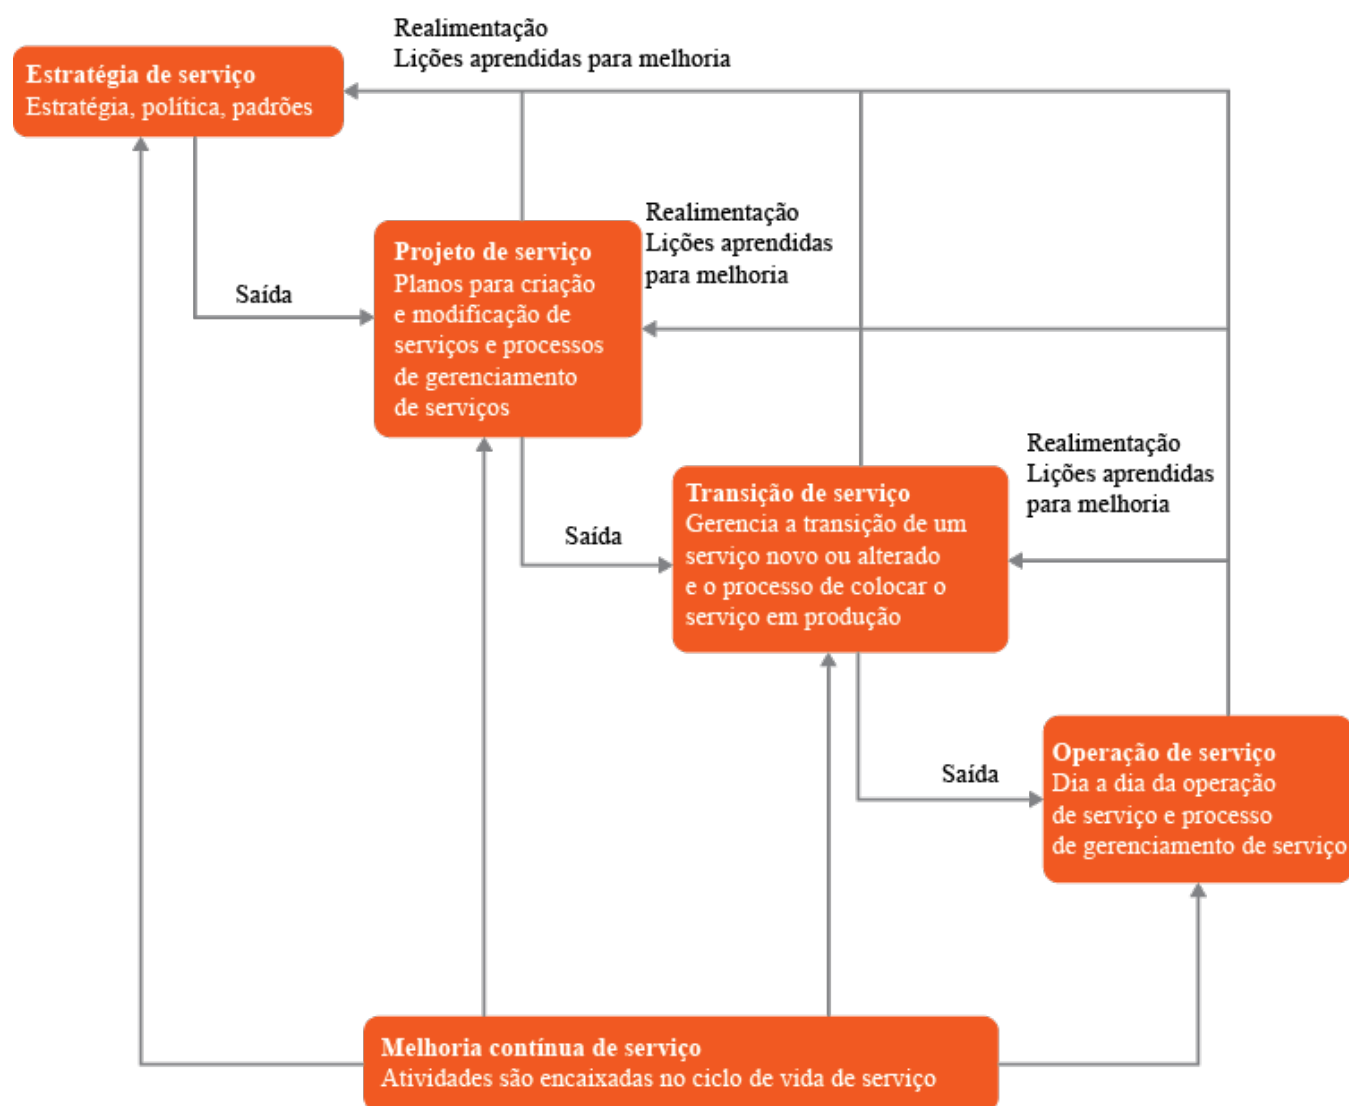 Realimentação
Lições aprendidas para melhoria
Estratégia de serviço
Estratégia, política, padrões
Realimentação
Lições aprendidas
para melhoria
Projeto de serviço
Planos para criação
e modificação de
serviços e processos
de gerenciamento
de serviços
Saída
Realimentação
Lições aprendidas
para melhoria
Transição de serviço
Gerencia a transição de um
serviço novo ou alterado
e o processo de colocar o
serviço em produção
Saída
Operação de serviço
Dia a dia da operação
de serviço e processo
de gerenciamento de serviço
Saída
Melhoria contínua de serviço
Atividades são encaixadas no ciclo de vida de serviço